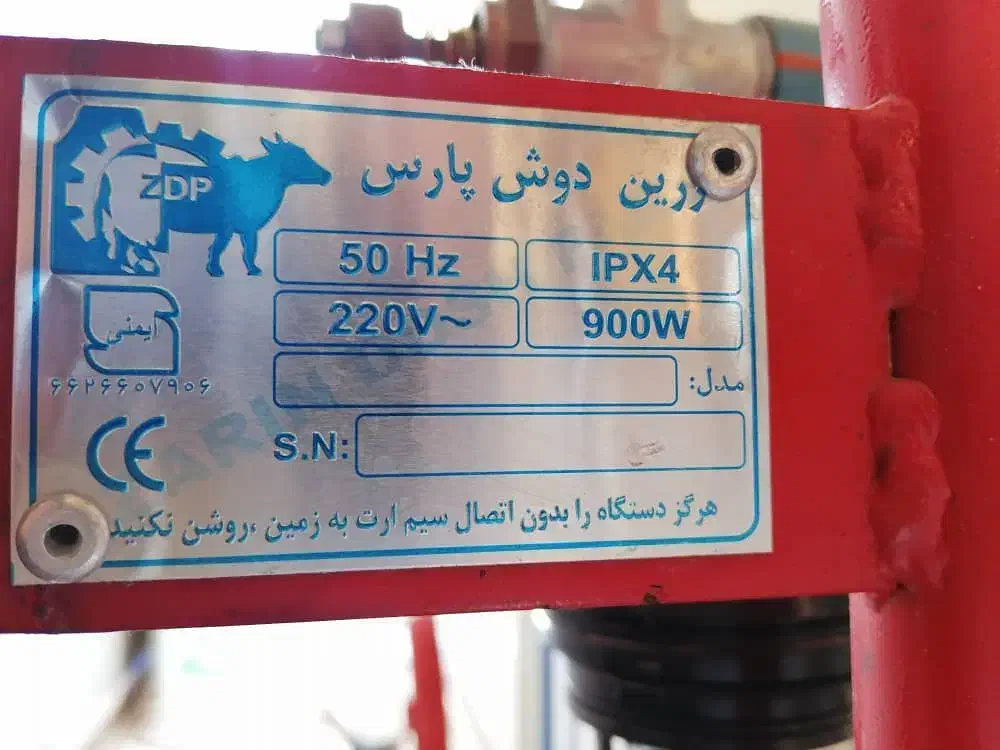 ZDP
زرین دوش پارس
50 Hz
IPX4
220V~
900W
ایمنی
۶۶۲۶۶۰۷۹۰۶
مدل:
CE
S.N:
هرگز دستگاه را بدون اتصال سیم ارت به زمین ،روشن نکنید